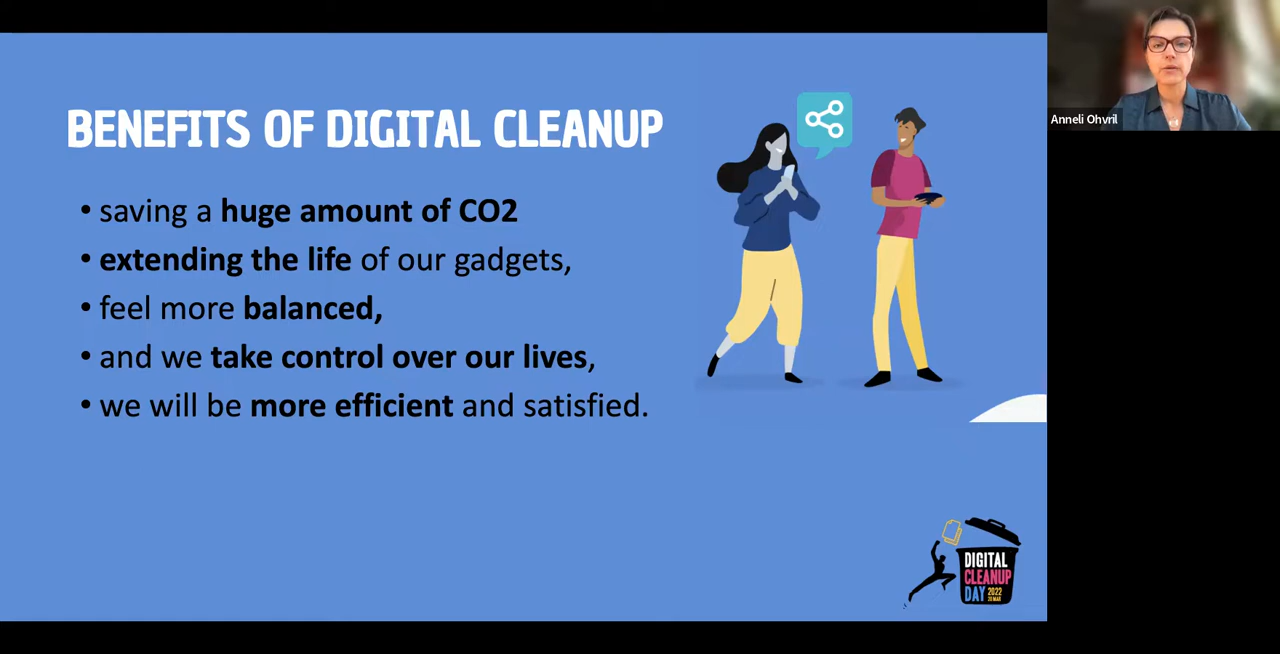 BENEFITS OF DIGITAL CLEANUP
• saving a huge amount of CO2
• extending the life of our gadgets,
• feel more balanced,
• and we take control over our lives,
• we will be more efficient and satisfied.
Anneli Ohvril
DIGITAL
CLEANUP
DAY 2022
20 MAR